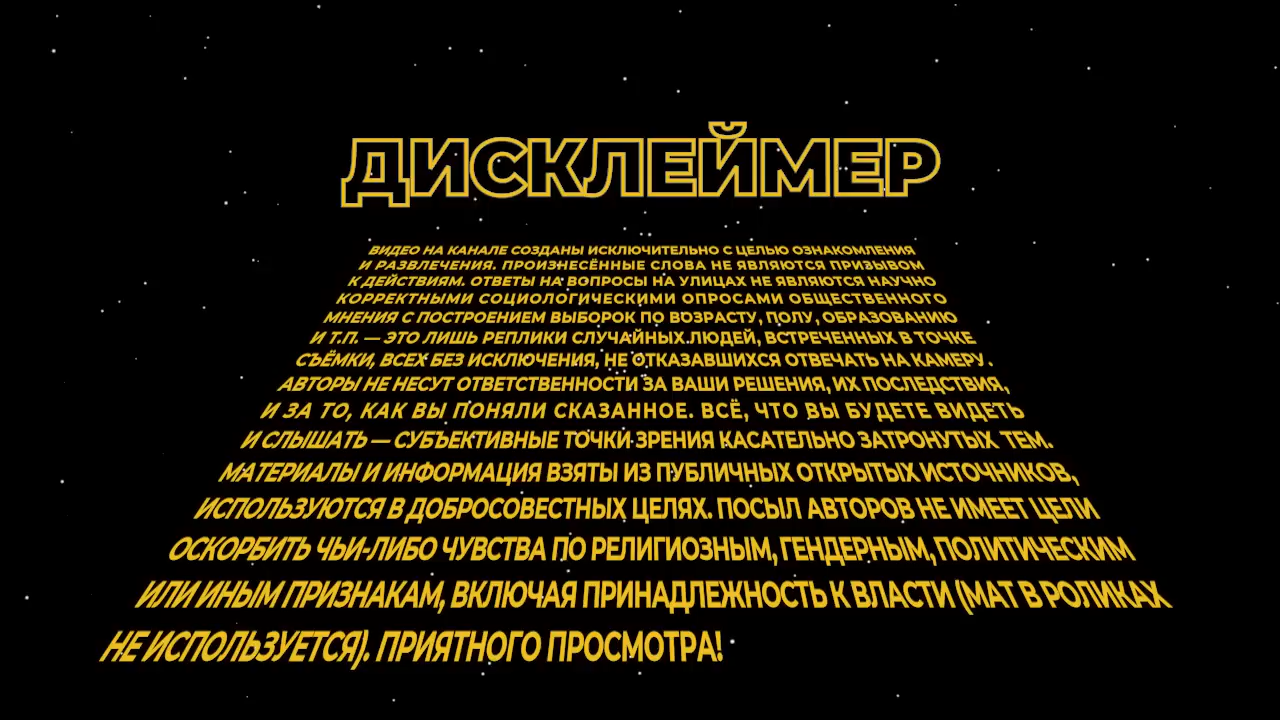 ДИСКЛЕЙМЕР
ВИДЕО НА КАНАЛЕ СОЗДАНЫ ИСКЛЮЧИТЕЛЬНО С ЦЕЛЬЮ ОЗНАКОМЛЕНИЯ
И РАЗВЛЕЧЕНИЯ. ПРОИЗНЕСЁННЫЕ СЛОВА НЕ ЯВЛЯЮТСЯ ПРИЗЫВОМ
К ДЕЙСТВИЯМ. ОТВЕТЫ НА ВОПРОСЫ НА УЛИЦАХ НЕ ЯВЛЯЮТСЯ НАУЧНО
КОРРЕКТНЫМИ СОЦИОЛОГИЧЕСКИМИ ОПРОСАМИ ОБЩЕСТВЕННОГО
МНЕНИЯ С ПОСТРОЕНИЕМ ВЫБОРОК ПО ВОЗРАСТУ, ПОЛУ, ОБРАЗОВАНИЮ
И Т.П. — ЭТО ЛИШЬ РЕПЛИКИ СЛУЧАЙНЫХ ЛЮДЕЙ, ВСТРЕЧЕННЫХ В ТОЧКЕ
СЪЁМКИ, ВСЕХ БЕЗ ИСКЛЮЧЕНИЯ, НЕ ОТКАЗАВШИХСЯ ОТВЕЧАТЬ НА КАМЕРУ.
АВТОРЫ НЕ НЕСУТ ОТВЕТСТВЕННОСТИ ЗА ВАШИ РЕШЕНИЯ, ИХ ПОСЛЕДСТВИЯ,
И ЗА ТО, КАК ВЫ ПОНЯЛИ СКАЗАННОЕ. ВСЁ, ЧТО ВЫ БУДЕТЕ ВИДЕТЬ
И СЛЫШАТЬ — СУБЪЕКТИВНЫЕ ТОЧКИ ЗРЕНИЯ КАСАТЕЛЬНО ЗАТРОНУТЫХ ТЕМ.
МАТЕРИАЛЫ И ИНФОРМАЦИЯ ВЗЯТЫ ИЗ ПУБЛИЧНЫХ ОТКРЫТЫХ ИСТОЧНИКОВ,
ИСПОЛЬЗУЮТСЯ В ДОБРОСОВЕСТНЫХ ЦЕЛЯХ. ПОСЫЛ АВТОРОВ НЕ ИМЕЕТ ЦЕЛИ
ОСКОРБИТЬ ЧЬИ-ЛИБО ЧУВСТВА ПО РЕЛИГИОЗНЫМ, ГЕНДЕРНЫМ, ПОЛИТИЧЕСКИМ
ИЛИ ИНЫМ ПРИЗНАКАМ, ВКЛЮЧАЯ ПРИНАДЛЕЖНОСТЬ К ВЛАСТИ (МАТ В РОЛИКАХ
НЕ ИСПОЛЬЗУЕТСЯ). ПРИЯТНОГО ПРОСМОТРА!